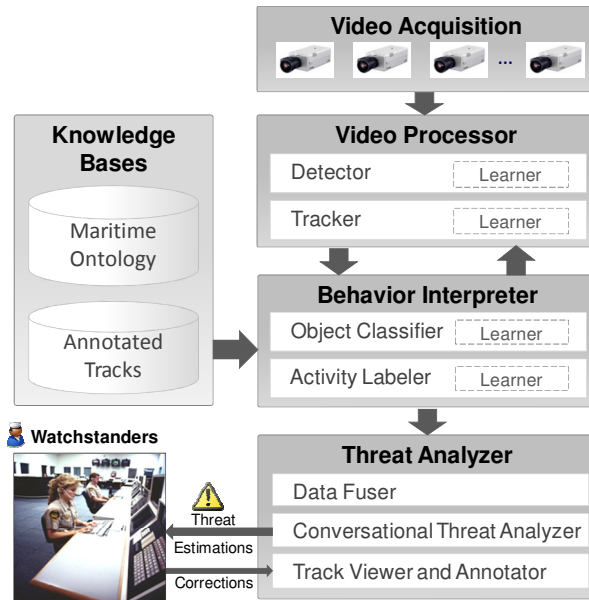 Video Acquisition
...
Knowledge
Bases
Maritime
Ontology
Annotated
Tracks
Video Processor
Detector
Learner
Tracker
Learner
Behavior Interpreter
Object Classifier
Learner
Activity Labeler
Learner
Watchstanders
Threat
Estimations
Corrections
Threat Analyzer
Data Fuser
Conversational Threat Analyzer
Track Viewer and Annotator